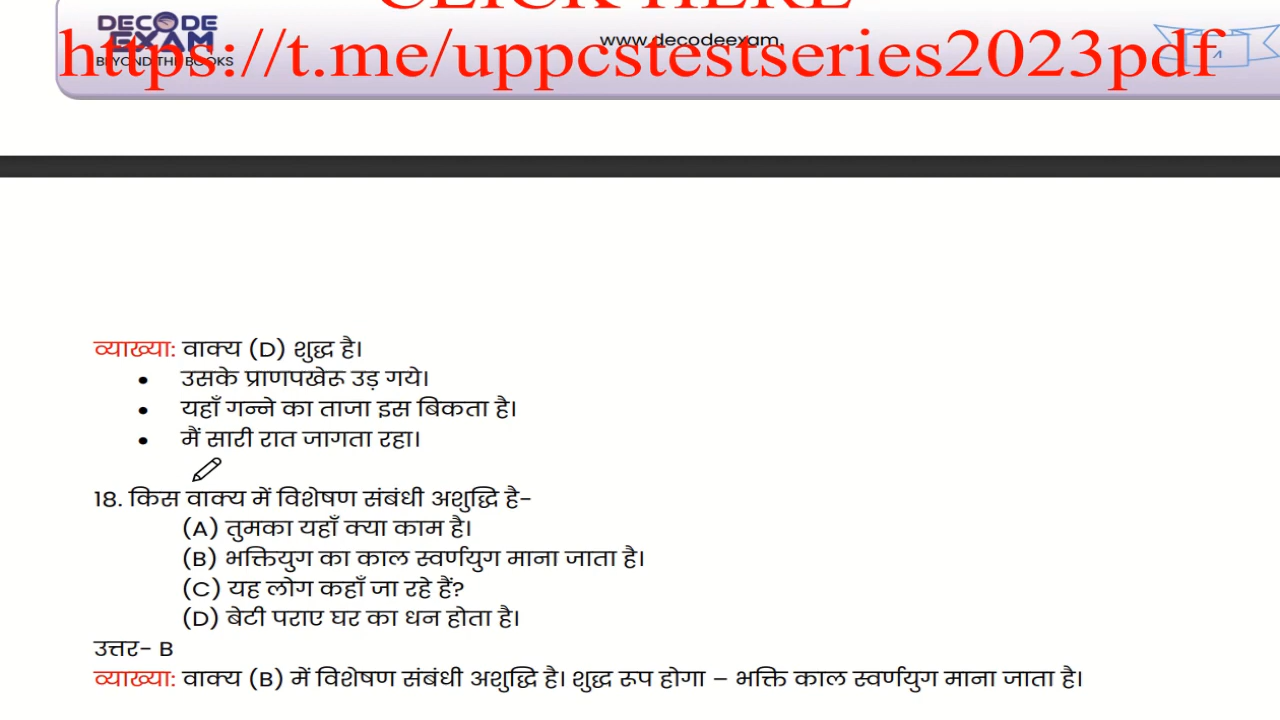 CLICK HERE
DECODE
EXAM
BEYOND THE BOOKS
www.decodeexam.
https://t.me/uppcstestseries2023pdf
व्याख्या: वाक्य (D) शुद्ध है।
• उसके प्राणपखेरू उड़ गये।
• यहाँ गन्ने का ताजा इस बिकता है।
• मैं सारी रात जागता रहा।
18. किस वाक्य में विशेषण संबंधी अशुद्धि है-
(A) तुमका यहाँ क्या काम है।
(B) भक्तियुग का काल स्वर्णयुग माना जाता है।
(C) यह लोग कहाँ जा रहे हैं?
(D) बेटी पराए घर का धन होता है।
उत्तर- B
व्याख्या: वाक्य (B) में विशेषण संबंधी अशुद्धि है। शुद्ध रूप होगा – भक्ति काल स्वर्णयुग माना जाता है।